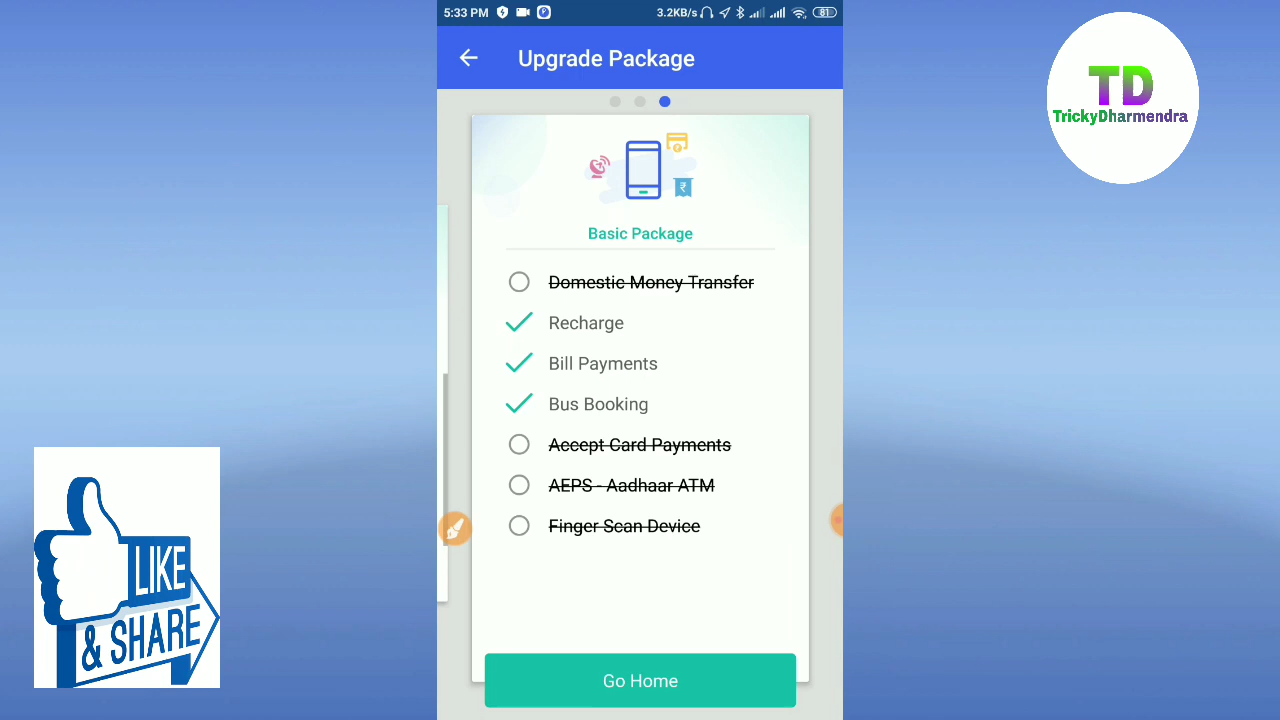 5:33 PM 3.2KB/s 81
Upgrade Package
TD
TrickyDharmendra
Basic Package
Domestic Money Transfer
Recharge
Bill Payments
Bus Booking
Accept Card Payments
AEPS - Aadhaar ATM
Finger Scan Device
LIKE
& SHARE
Go Home